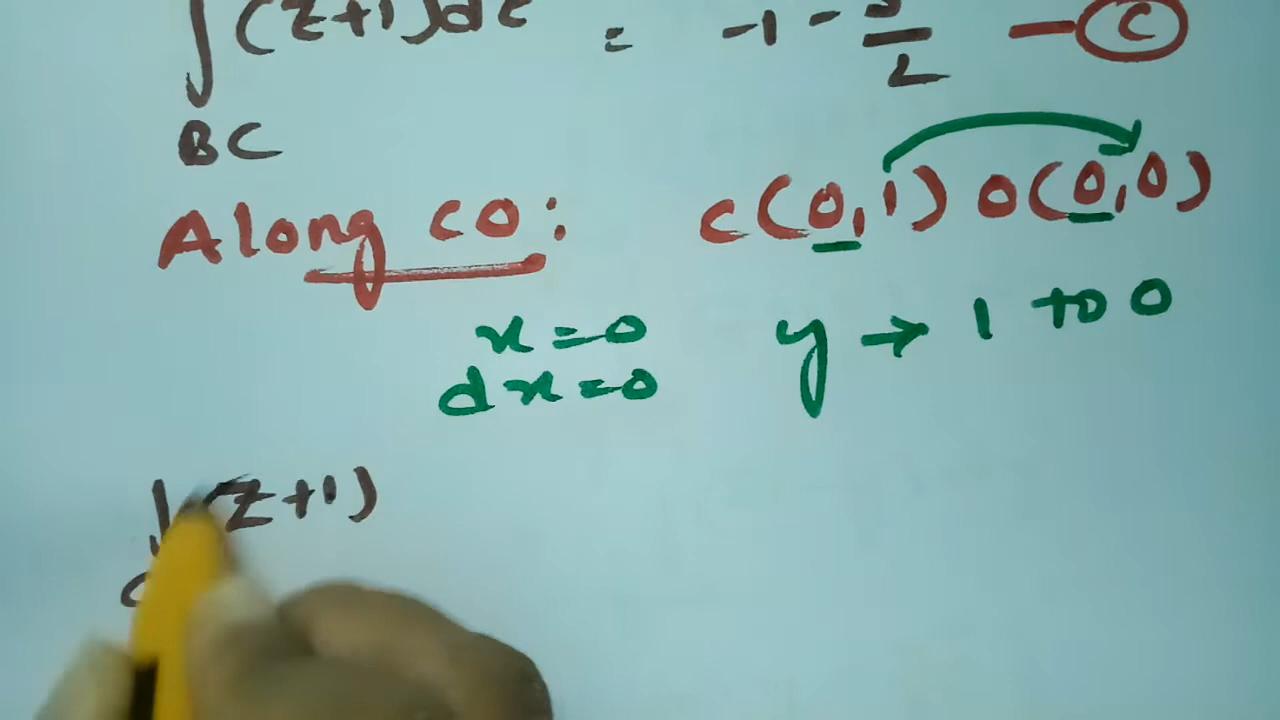 ∫ (z+1)dz = -1 - 3/2 — C
BC
Along CO: C(0,1) O(0,0)
x=0 y → 1 to 0
dx=0
∫ (z+1)